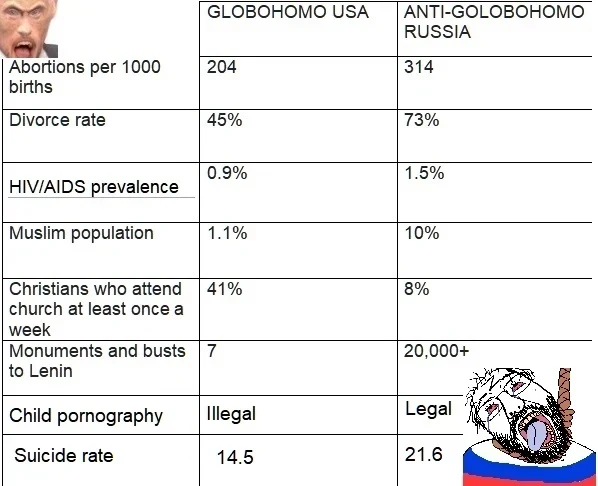 GLOBOHOMO USA
ANTI-GOLOBOHOMO
RUSSIA
Abortions per 1000
births
204
314
Divorce rate
45%
73%
HIV/AIDS prevalence
0.9%
1.5%
Muslim population
1.1%
10%
Christians who attend
church at least once a
week
41%
8%
Monuments and busts
to Lenin
7
20,000+
Child pornography
Illegal
Legal
Suicide rate
14.5
21.6